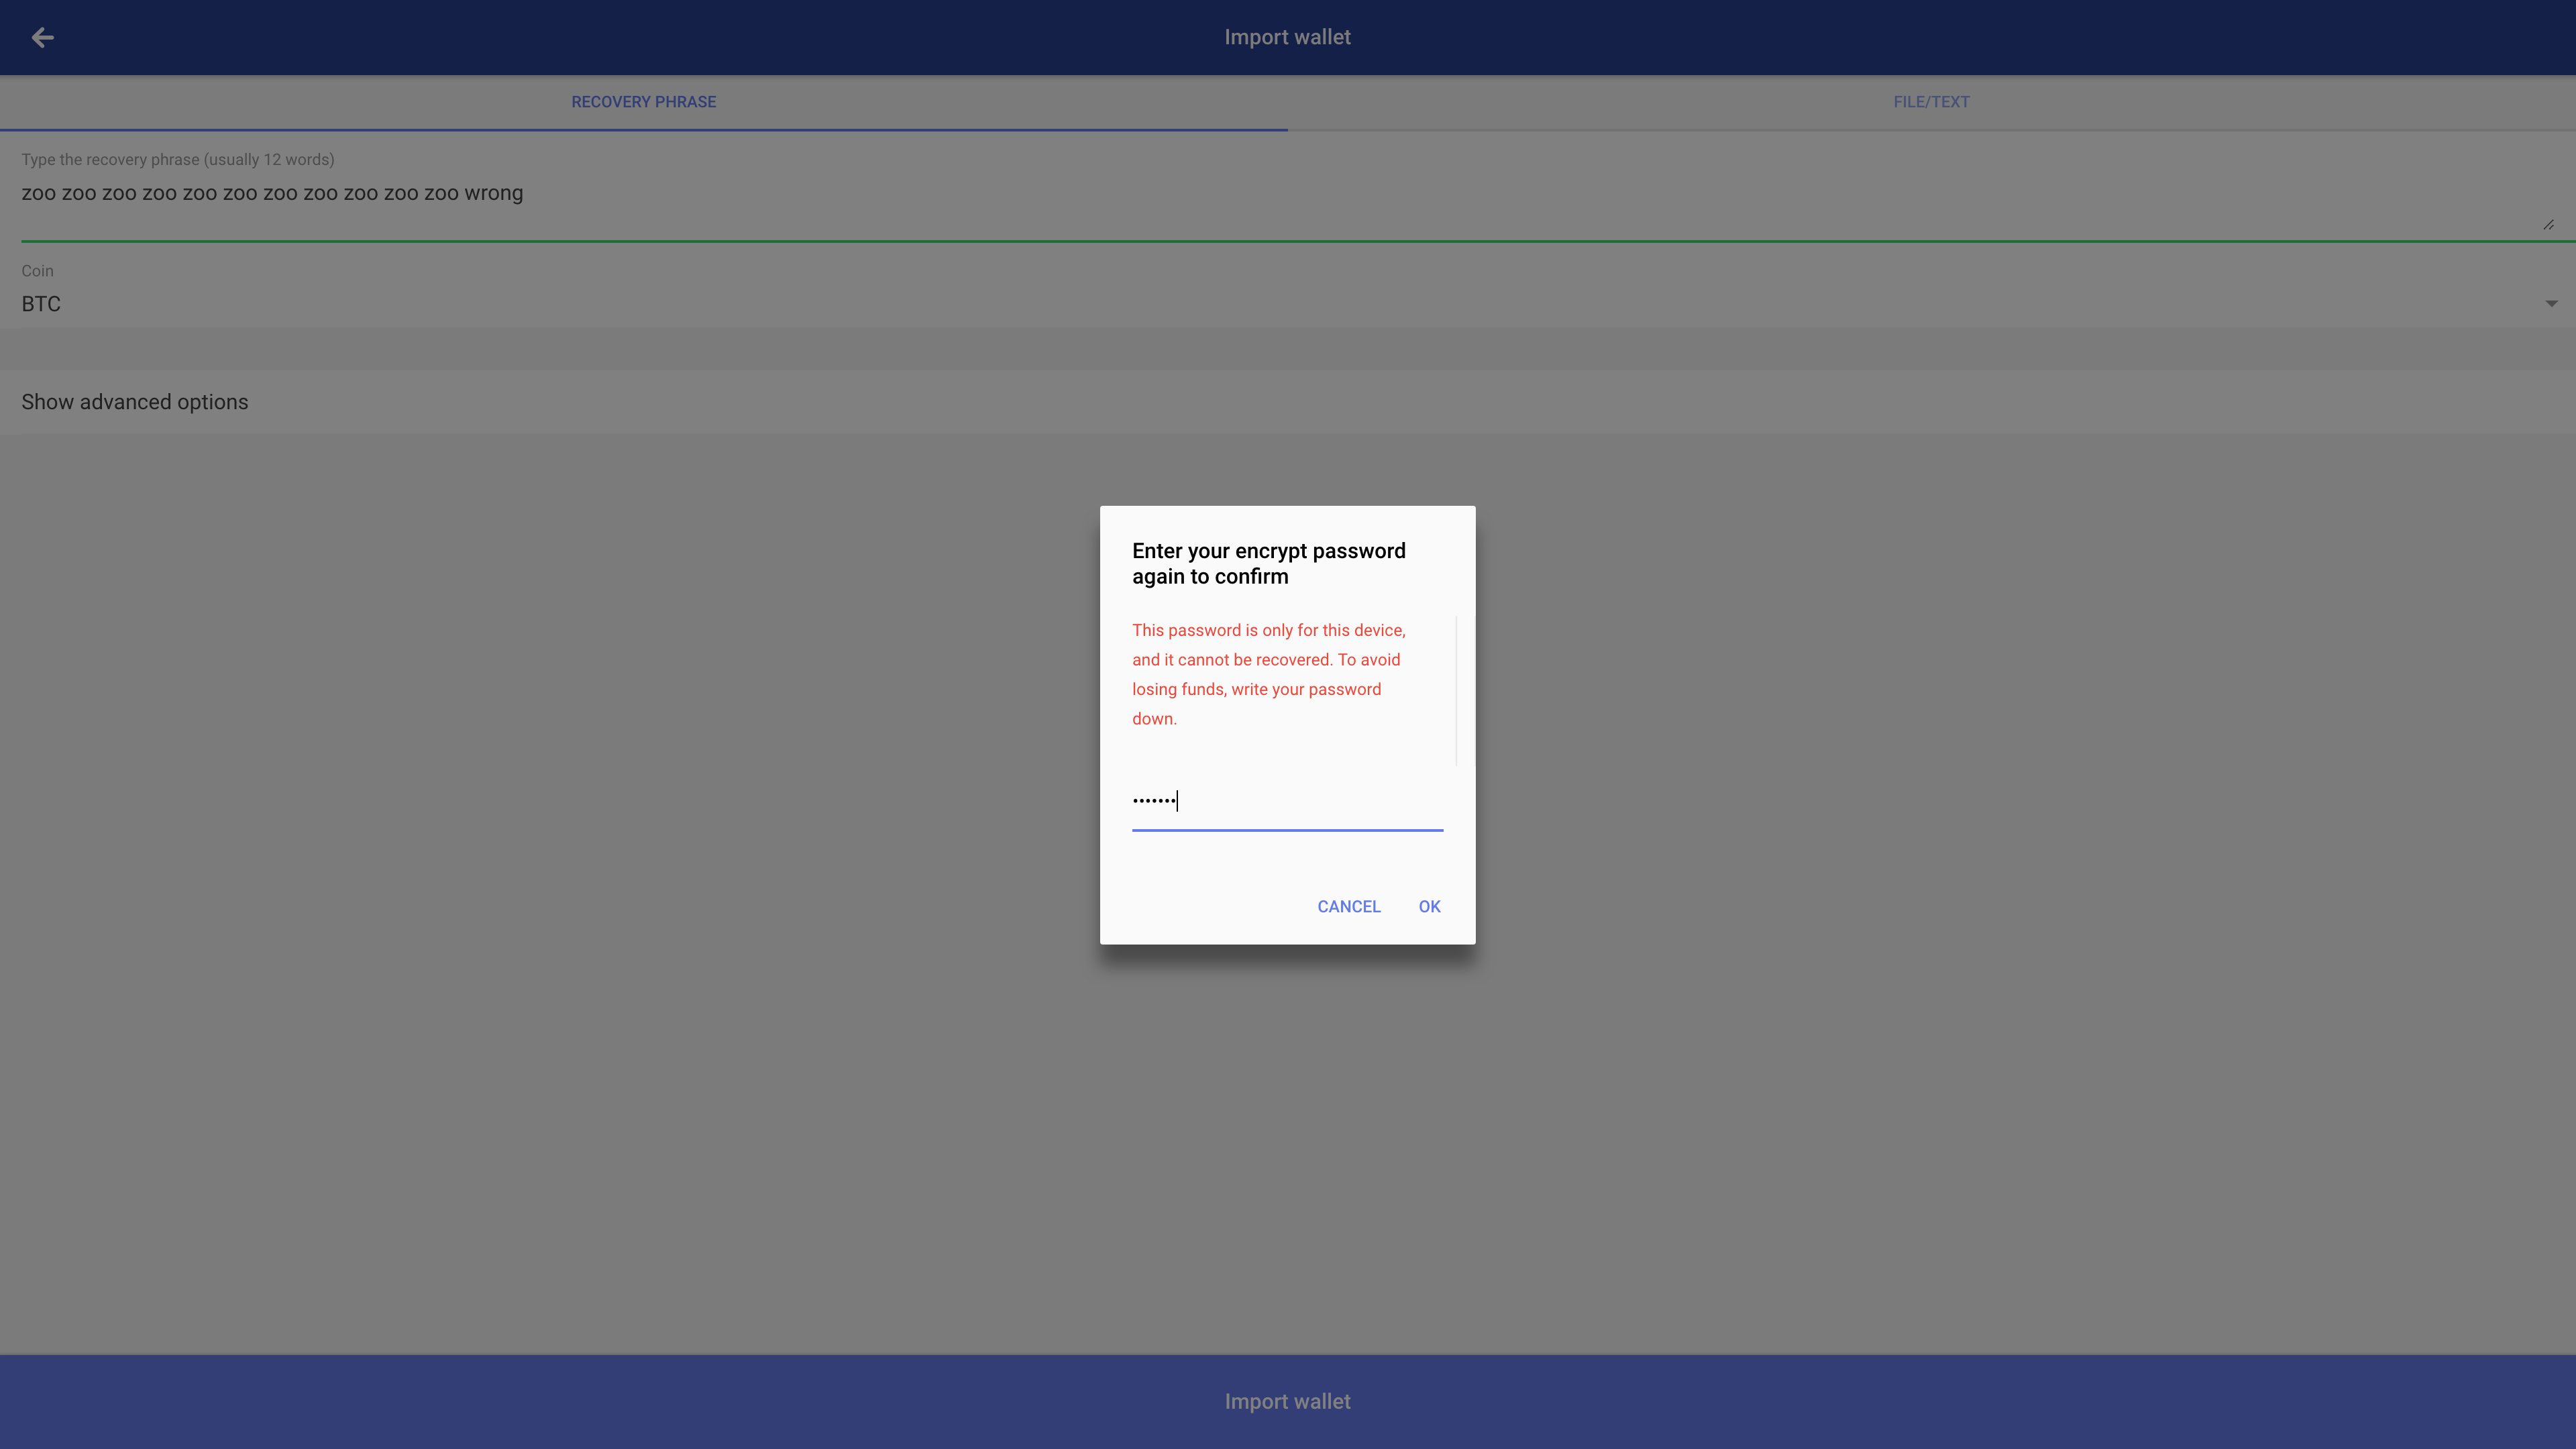 Import wallet
RECOVERY PHRASE
FILE/TEXT
Type the recovery phrase (usually 12 words)
zoo zoo zoo zoo zoo zoo zoo zoo zoo zoo zoo wrong
Coin
BTC
Show advanced options
Enter your encrypt password
again to confirm
This password is only for this device,
and it cannot be recovered. To avoid
losing funds, write your password
down.
•••••••
CANCEL
OK
Import wallet